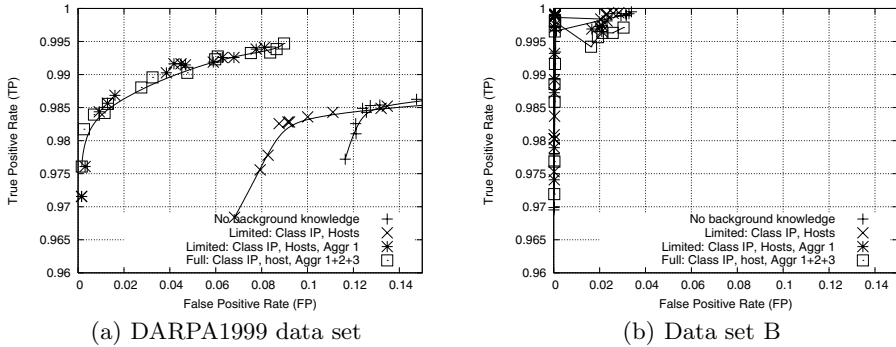 True Positive Rate (TP)
1
0.995
0.99
0.985
0.98
0.975
0.97
0.965
0.96
No background knowledge
Limited: Class IP, Hosts
Limited: Class IP, Hosts, Aggr 1
Full: Class IP, host, Aggr 1+2+3
0 0.02 0.04 0.06 0.08 0.1 0.12 0.14
False Positive Rate (FP)
(a) DARPA1999 data set
True Positive Rate (TP)
1
0.995
0.99
0.985
0.98
0.975
0.97
0.965
0.96
No background knowledge
Limited: Class IP, Hosts
Limited: Class IP, Hosts, Aggr 1
Full: Class IP, host, Aggr 1+2+3
0 0.02 0.04 0.06 0.08 0.1 0.12 0.14
False Positive Rate (FP)
(b) Data set B